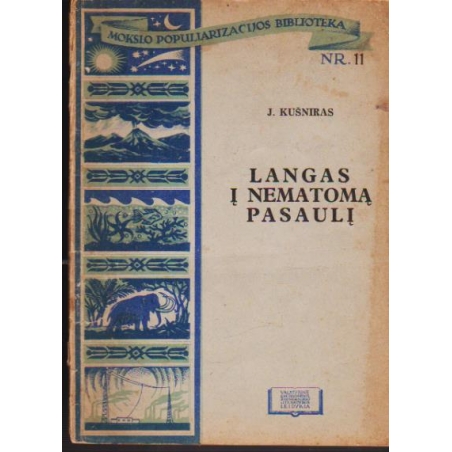 MOKSLO POPULIARIZACIJOS BIBLIOTEKA
NR. 11
J. KUŠNIRAS
LANGAS
Į NEMATOMĄ
PASAULĮ